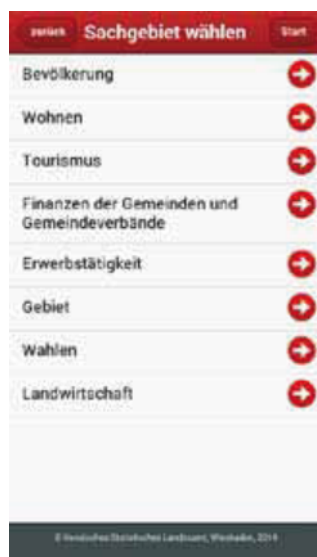 zurück Sachgebiet wählen Start
Bevölkerung
Wohnen
Tourismus
Finanzen der Gemeinden und
Gemeindeverbände
Erwerbstätigkeit
Gebiet
Wahlen
Landwirtschaft
© Hessisches Statistisches Landesamt, Wiesbaden, 2014